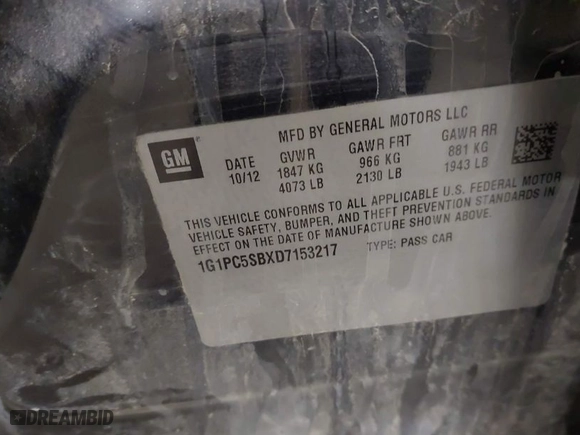 GM
MFD BY GENERAL MOTORS LLC
DATE GVWR GAWR FRT GAWR RR
10/12 1847 KG 966 KG 881 KG
4073 LB 2130 LB 1943 LB
THIS VEHICLE CONFORMS TO ALL APPLICABLE U.S. FEDERAL MOTOR
VEHICLE SAFETY, BUMPER, AND THEFT PREVENTION STANDARDS IN
EFFECT ON THE DATE OF MANUFACTURE SHOWN ABOVE.
1G1PC5SBXD7153217 TYPE: PASS CAR
DREAMBID